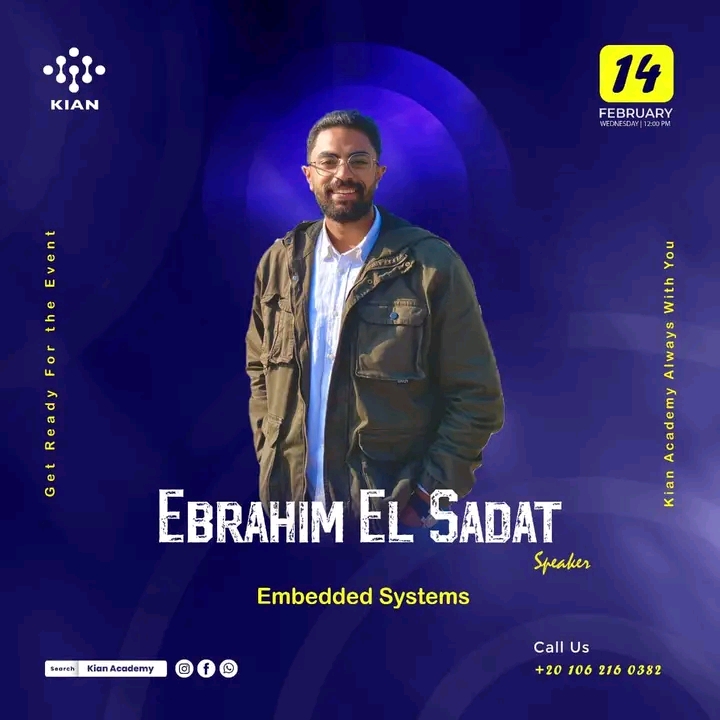 KIAN
14
FEBRUARY
WEDNESDAY | 12:00 PM
Get Ready For the Event
Kian Academy Always With You
EBRAHIM EL SADAT
Speaker
Embedded Systems
Search Kian Academy
Call Us
+20 106 216 0382